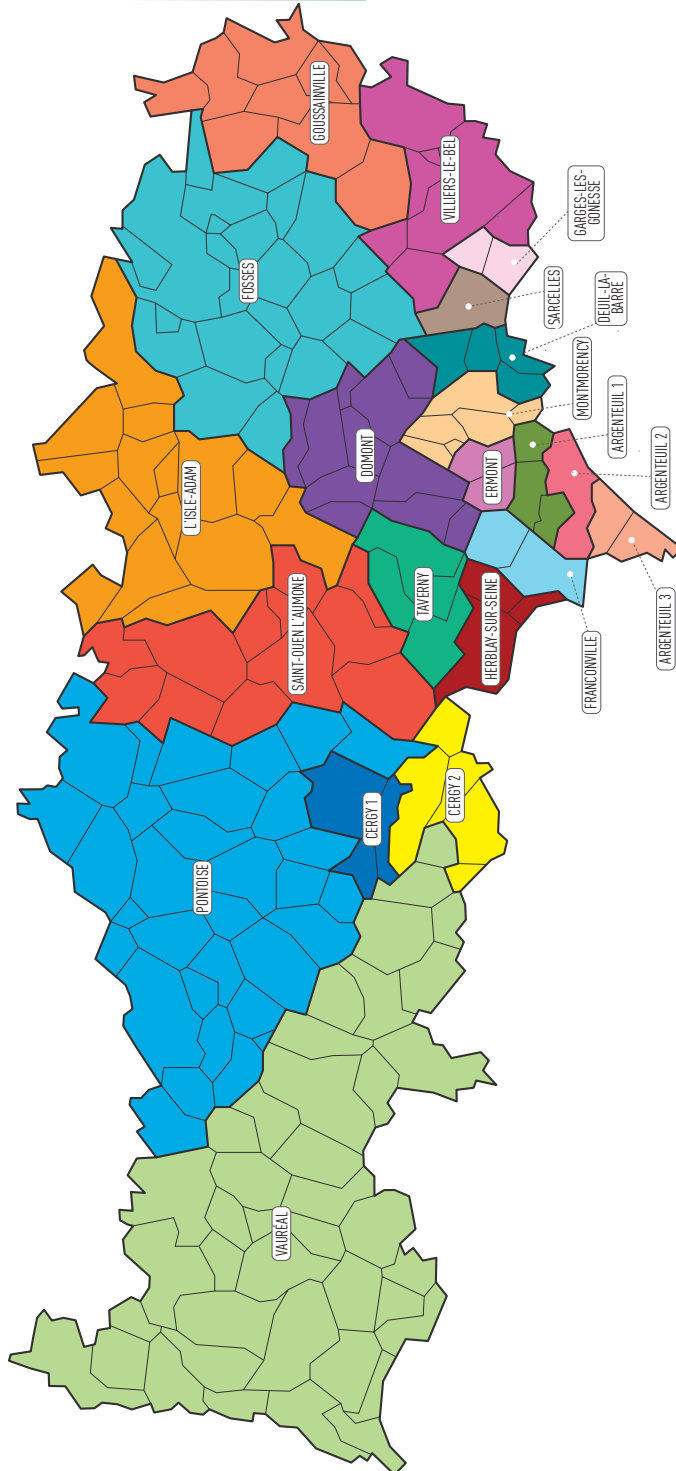 GOUSSAINVILLE
VILLIERS-LE-BEL
GARGES-LES-
GONESSE
FOSSES
SARCELLES
DEUIL-LA-
BARRE
MONTMORENCY
ARGENTEUIL 1
ARGENTEUIL 2
DOMONT
ERMONT
L'ISLE-ADAM
TAVERNY
SAINT-OUEN L'AUMONE
HERBLAY-SUR-SEINE
FRANCONVILLE
ARGENTEUIL 3
CERGY 1
CERGY 2
PONTOISE
VAURÉAL